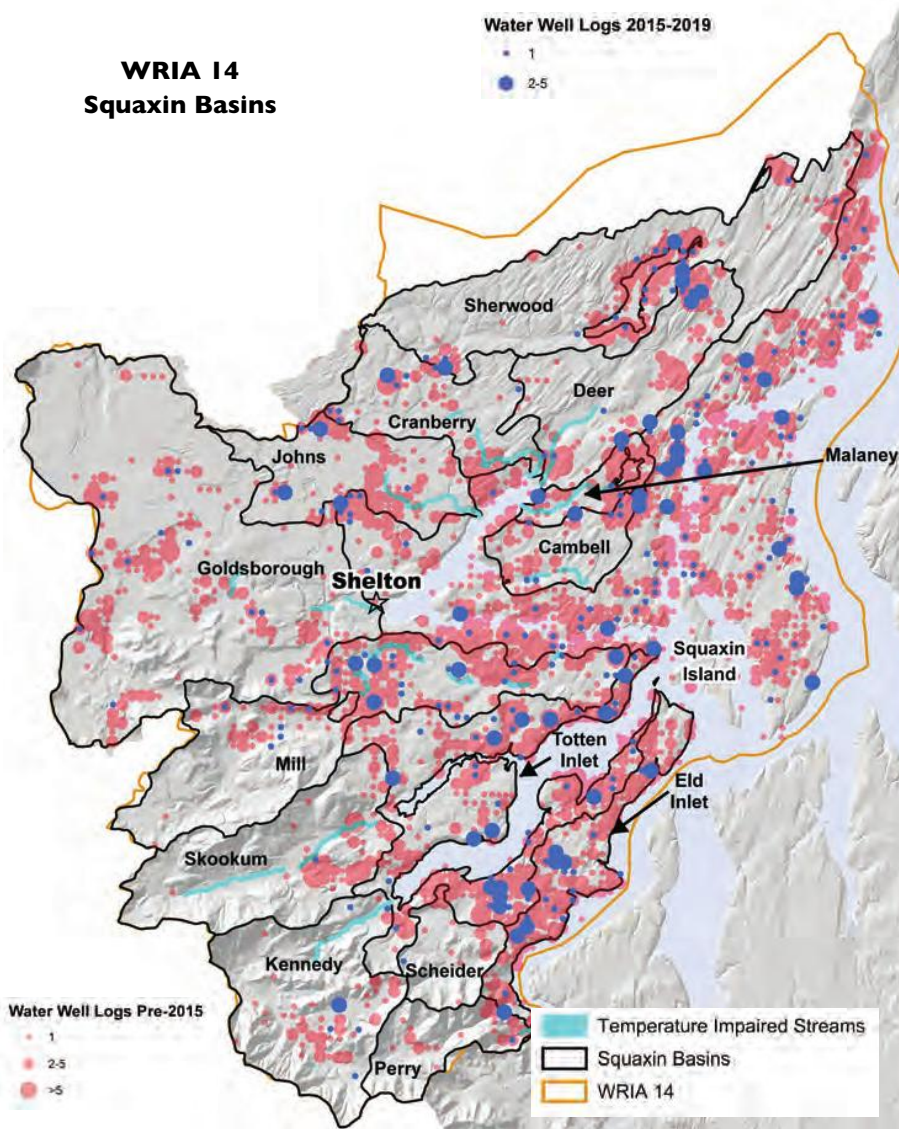 WRIA 14
Squaxin Basins
Water Well Logs 2015-2019
1
2-5
Sherwood
Deer
Cranberry
Johns
Malaney
Cambell
Goldsborough
Shelton
Squaxin
Island
Totten
Inlet
Mill
Eld
Inlet
Skookum
Kennedy
Scheider
Perry
Water Well Logs Pre-2015
1
2-5
>5
Temperature Impaired Streams
Squaxin Basins
WRIA 14